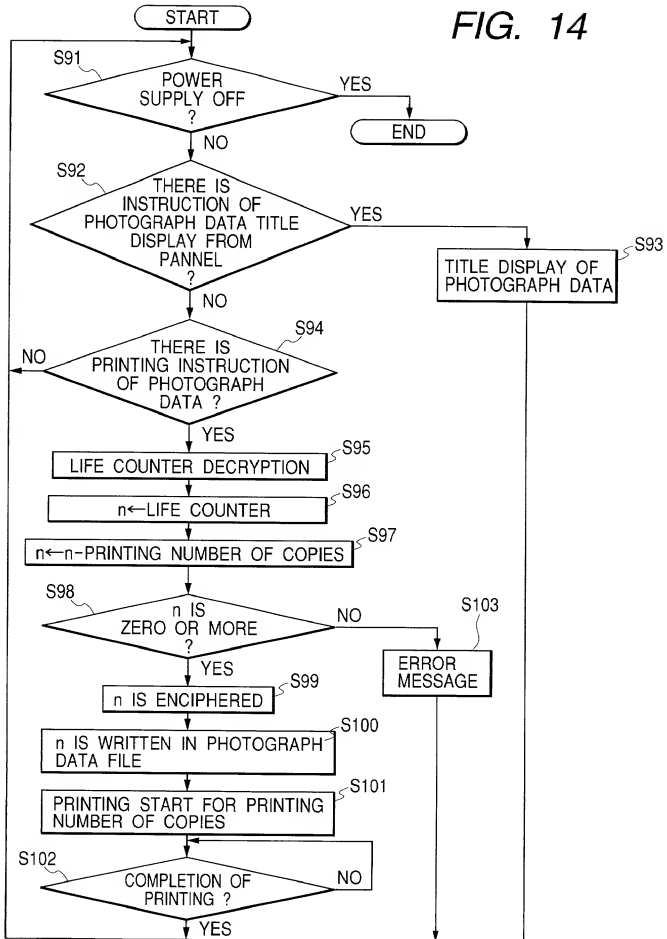 START
FIG. 14
S91
POWER
SUPPLY OFF
?
YES
END
NO
S92
THERE IS
INSTRUCTION OF
PHOTOGRAPH DATA TITLE
DISPLAY FROM
PANNEL
?
YES
S93
TITLE DISPLAY OF
PHOTOGRAPH DATA
NO
S94
THERE IS
PRINTING INSTRUCTION
OF PHOTOGRAPH
DATA ?
NO
YES
S95
LIFE COUNTER DECRYPTION
S96
n←LIFE COUNTER
S97
n←n-PRINTING NUMBER OF COPIES
S98
n IS
ZERO OR MORE
?
NO
S103
ERROR
MESSAGE
YES
S99
n IS ENCIPHERED
S100
n IS WRITTEN IN PHOTOGRAPH
DATA FILE
S101
PRINTING START FOR PRINTING
NUMBER OF COPIES
S102
COMPLETION OF
PRINTING ?
NO
YES